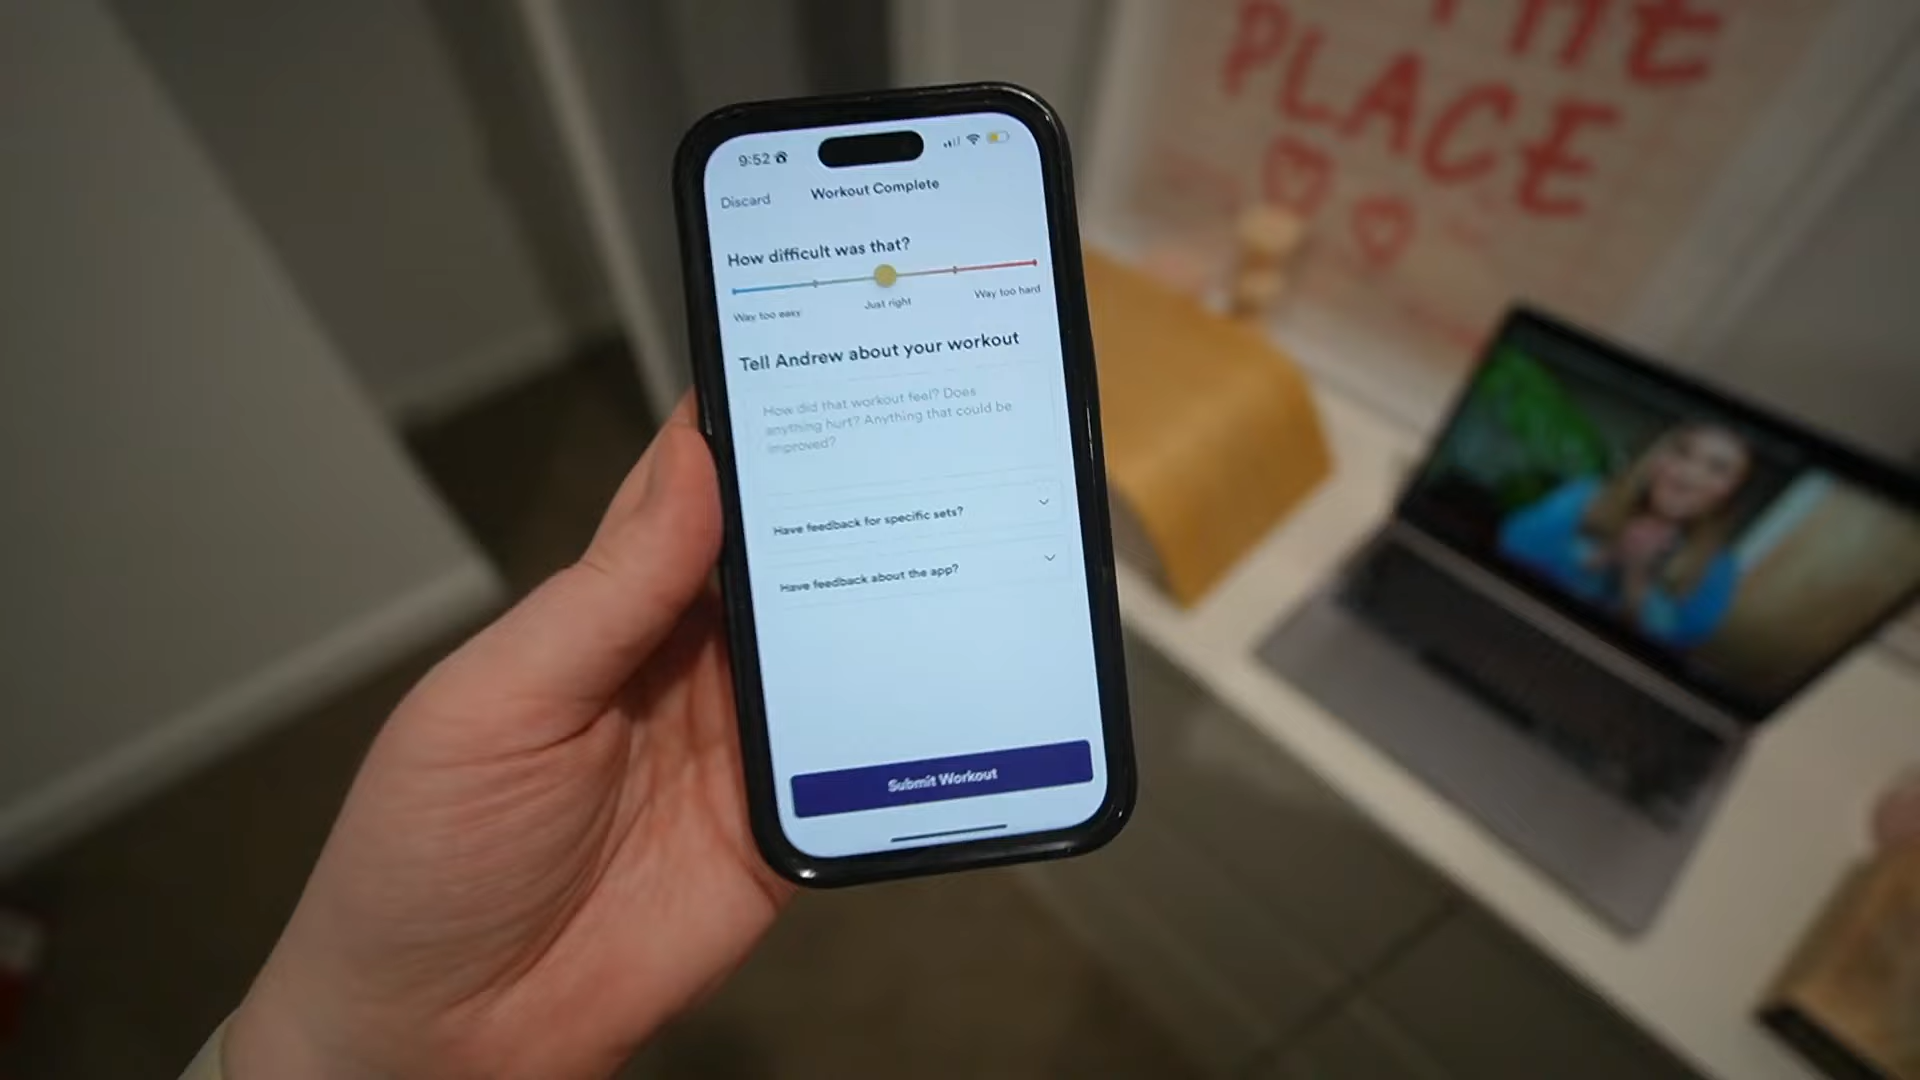 THE
PLACE
9:52
Discard
Workout Complete
How difficult was that?
Way too easy
Just right
Way too hard
Tell Andrew about your workout
How did that workout feel? Does
anything hurt? Anything that could be
improved?
Have feedback for specific sets?
Have feedback about the app?
Submit Workout